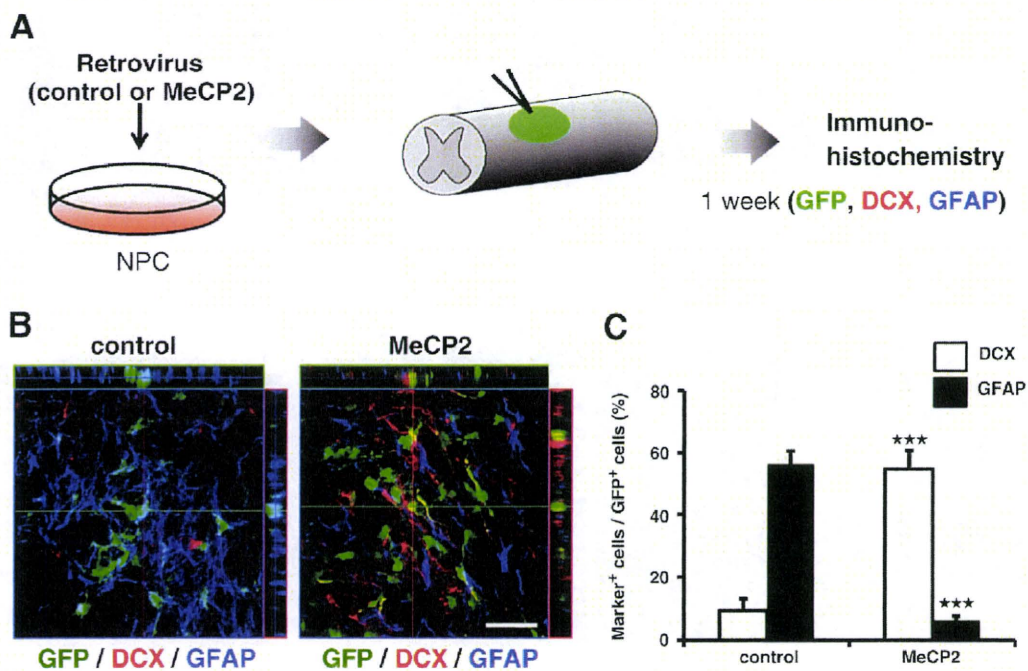 A
Retrovirus
(control or MeCP2)
NPC
Immuno-
histochemistry
1 week (GFP, DCX, GFAP)
B
control
MeCP2
GFP / DCX / GFAP
GFP / DCX / GFAP
C
DCX
GFAP
Marker+ cells / GFP+ cells (%)
80
60
40
20
0
★★★
★★★
control
MeCP2